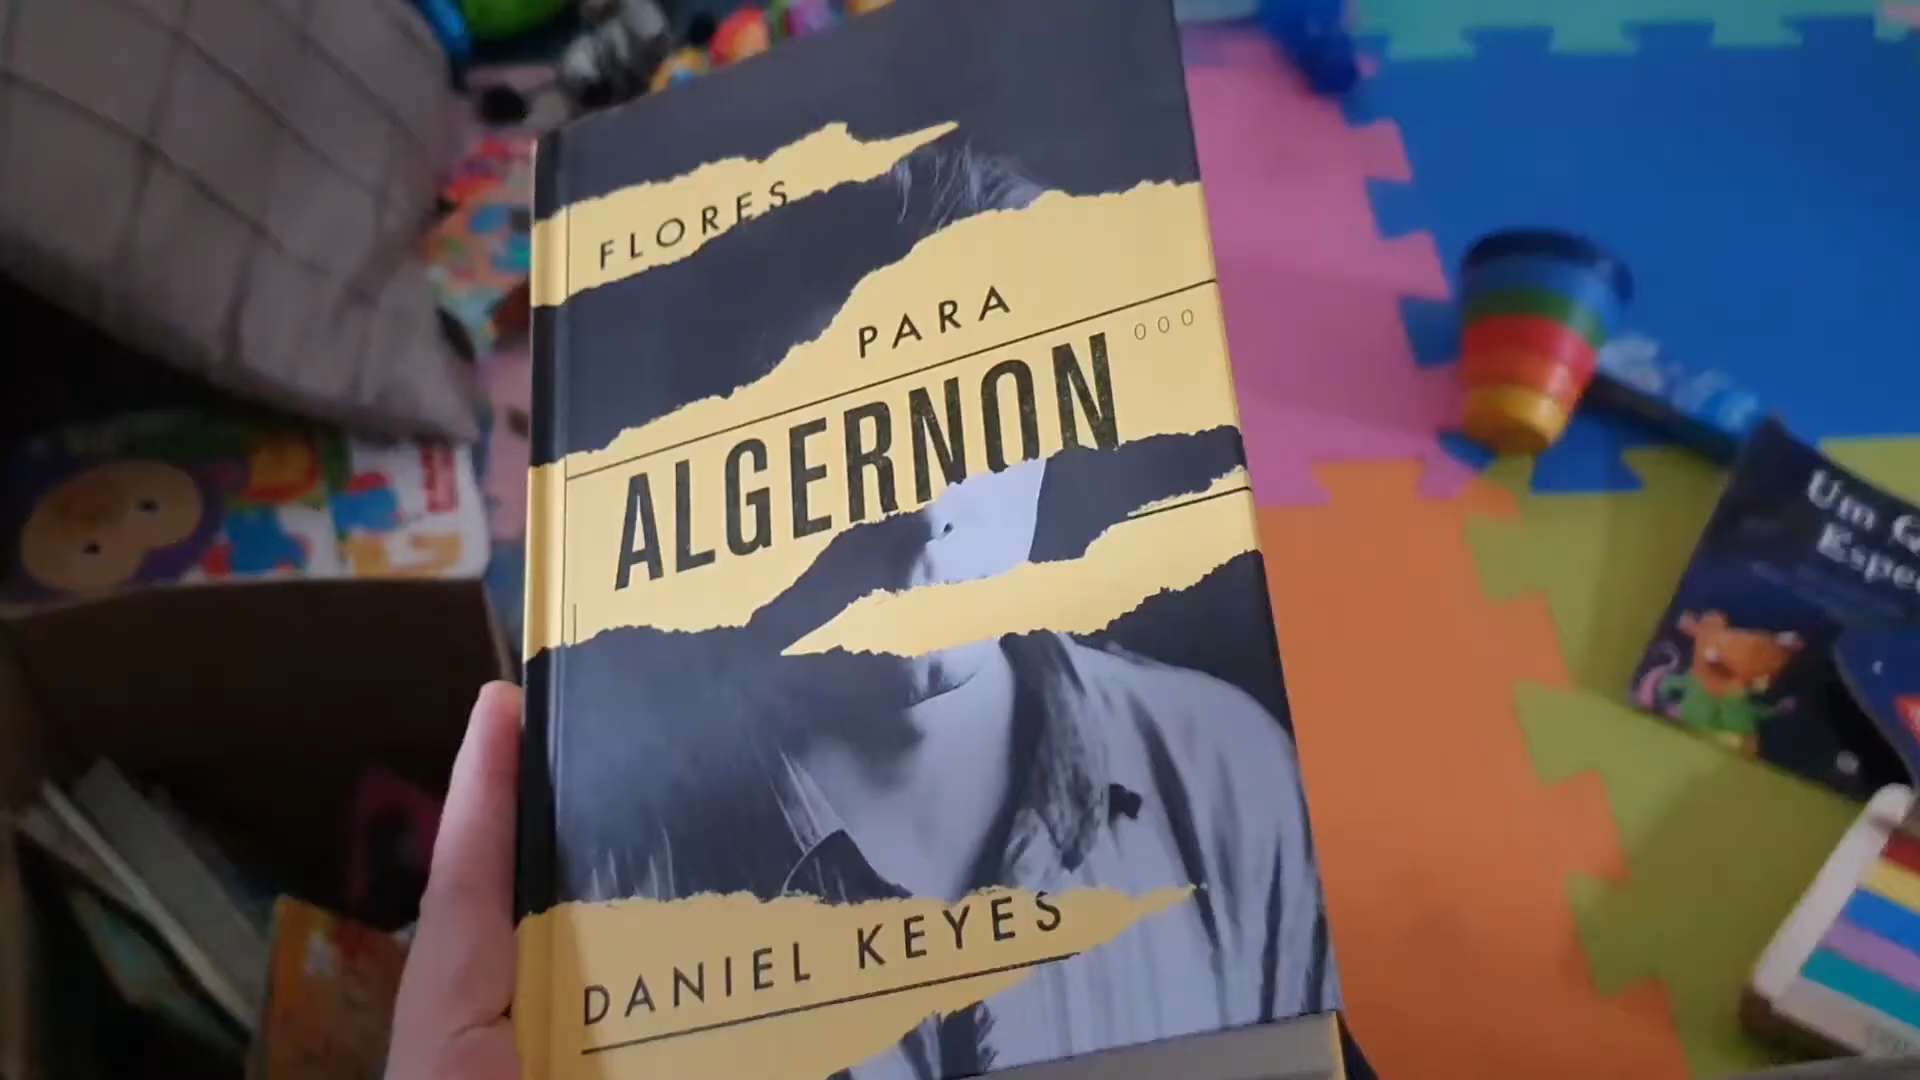 FLORES
PARA
ALGERNON
DANIEL KEYES
Um